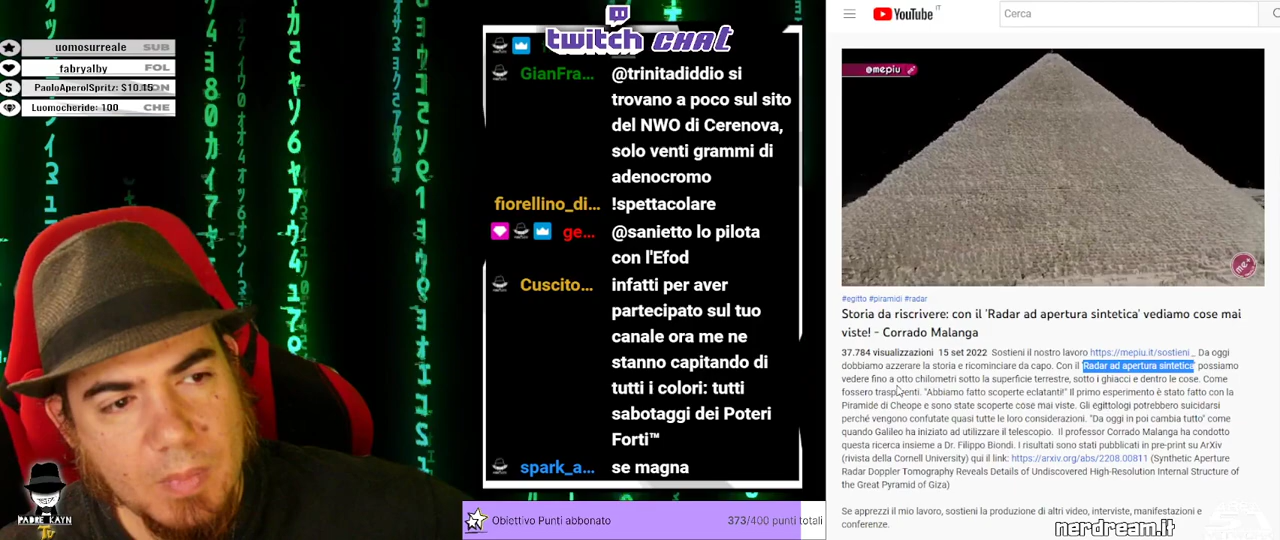 uomosurreale SUB
fabryalby FOL
PaoloAperolSpritz: $10.15
Luomocheride: 100 CHE
PADRE KAYN
Tv
twitch CHAT
GianFra... @trinitadiddio si
trovano a poco sul sito
del NWO di Cerenova,
solo venti grammi di
adenocromo
fiorellino_di... !spettacolare
ge... @sanietto lo pilota
con l'Efod
Cuscito... infatti per aver
partecipato sul tuo
canale ora me ne
stanno capitando di
tutti i colori: tutti
sabotaggi dei Poteri
Forti™
spark_a... se magna
Obiettivo Punti abbonato 373/400 punti totali
YouTube IT
Cerca
@mepiu
me+
#egitto #piramidi #radar
Storia da riscrivere: con il 'Radar ad apertura sintetica' vediamo cose mai
viste! - Corrado Malanga
37.784 visualizzazioni 15 set 2022 Sostieni il nostro lavoro https://mepiu.it/sostieni_. Da oggi
dobbiamo azzerare la storia e ricominciare da capo. Con il 'Radar ad apertura sintetica' possiamo
vedere fino a otto chilometri sotto la superficie terrestre, sotto i ghiacci e dentro le cose. Come
fossero trasparenti. "Abbiamo fatto scoperte eclatanti!" Il primo esperimento è stato fatto con la
Piramide di Cheope e sono state scoperte cose mai viste. Gli egittologi potrebbero suicidarsi
perché vengono confutate quasi tutte le loro considerazioni. "Da oggi in poi cambia tutto" come
quando Galileo ha iniziato ad utilizzare il telescopio. Il professor Corrado Malanga ha condotto
questa ricerca insieme a Dr. Filippo Biondi. I risultati sono stati pubblicati in pre-print su ArXiv
(rivista della Cornell University) qui il link: https://arxiv.org/abs/2208.00811 (Synthetic Aperture
Radar Doppler Tomography Reveals Details of Undiscovered High-Resolution Internal Structure of
the Great Pyramid of Giza)
Se apprezzi il mio lavoro, sostieni la produzione di altri video, interviste, manifestazioni e
conferenze.
nerdream.it